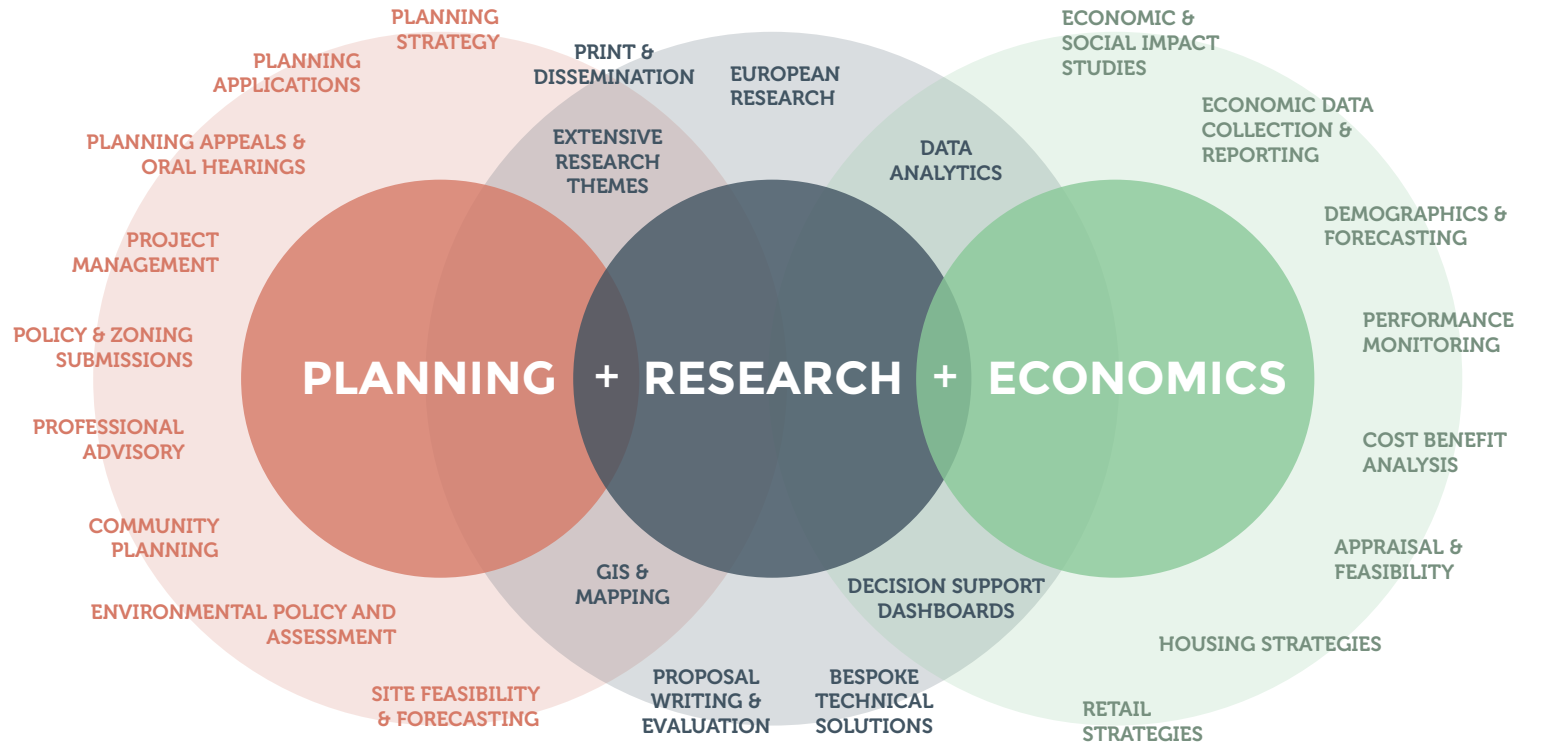 PLANNING
STRATEGY
PLANNING
APPLICATIONS
PLANNING APPEALS &
ORAL HEARINGS
PROJECT
MANAGEMENT
POLICY & ZONING
SUBMISSIONS
PROFESSIONAL
ADVISORY
COMMUNITY
PLANNING
ENVIRONMENTAL POLICY AND
ASSESSMENT
SITE FEASIBILITY
& FORECASTING
PRINT &
DISSEMINATION
EUROPEAN
RESEARCH
EXTENSIVE
RESEARCH
THEMES
DATA
ANALYTICS
PLANNING + RESEARCH + ECONOMICS
GIS &
MAPPING
DECISION SUPPORT
DASHBOARDS
PROPOSAL
WRITING &
EVALUATION
BESPOKE
TECHNICAL
SOLUTIONS
ECONOMIC &
SOCIAL IMPACT
STUDIES
ECONOMIC DATA
COLLECTION &
REPORTING
DEMOGRAPHICS &
FORECASTING
PERFORMANCE
MONITORING
COST BENEFIT
ANALYSIS
APPRAISAL &
FEASIBILITY
HOUSING STRATEGIES
RETAIL
STRATEGIES